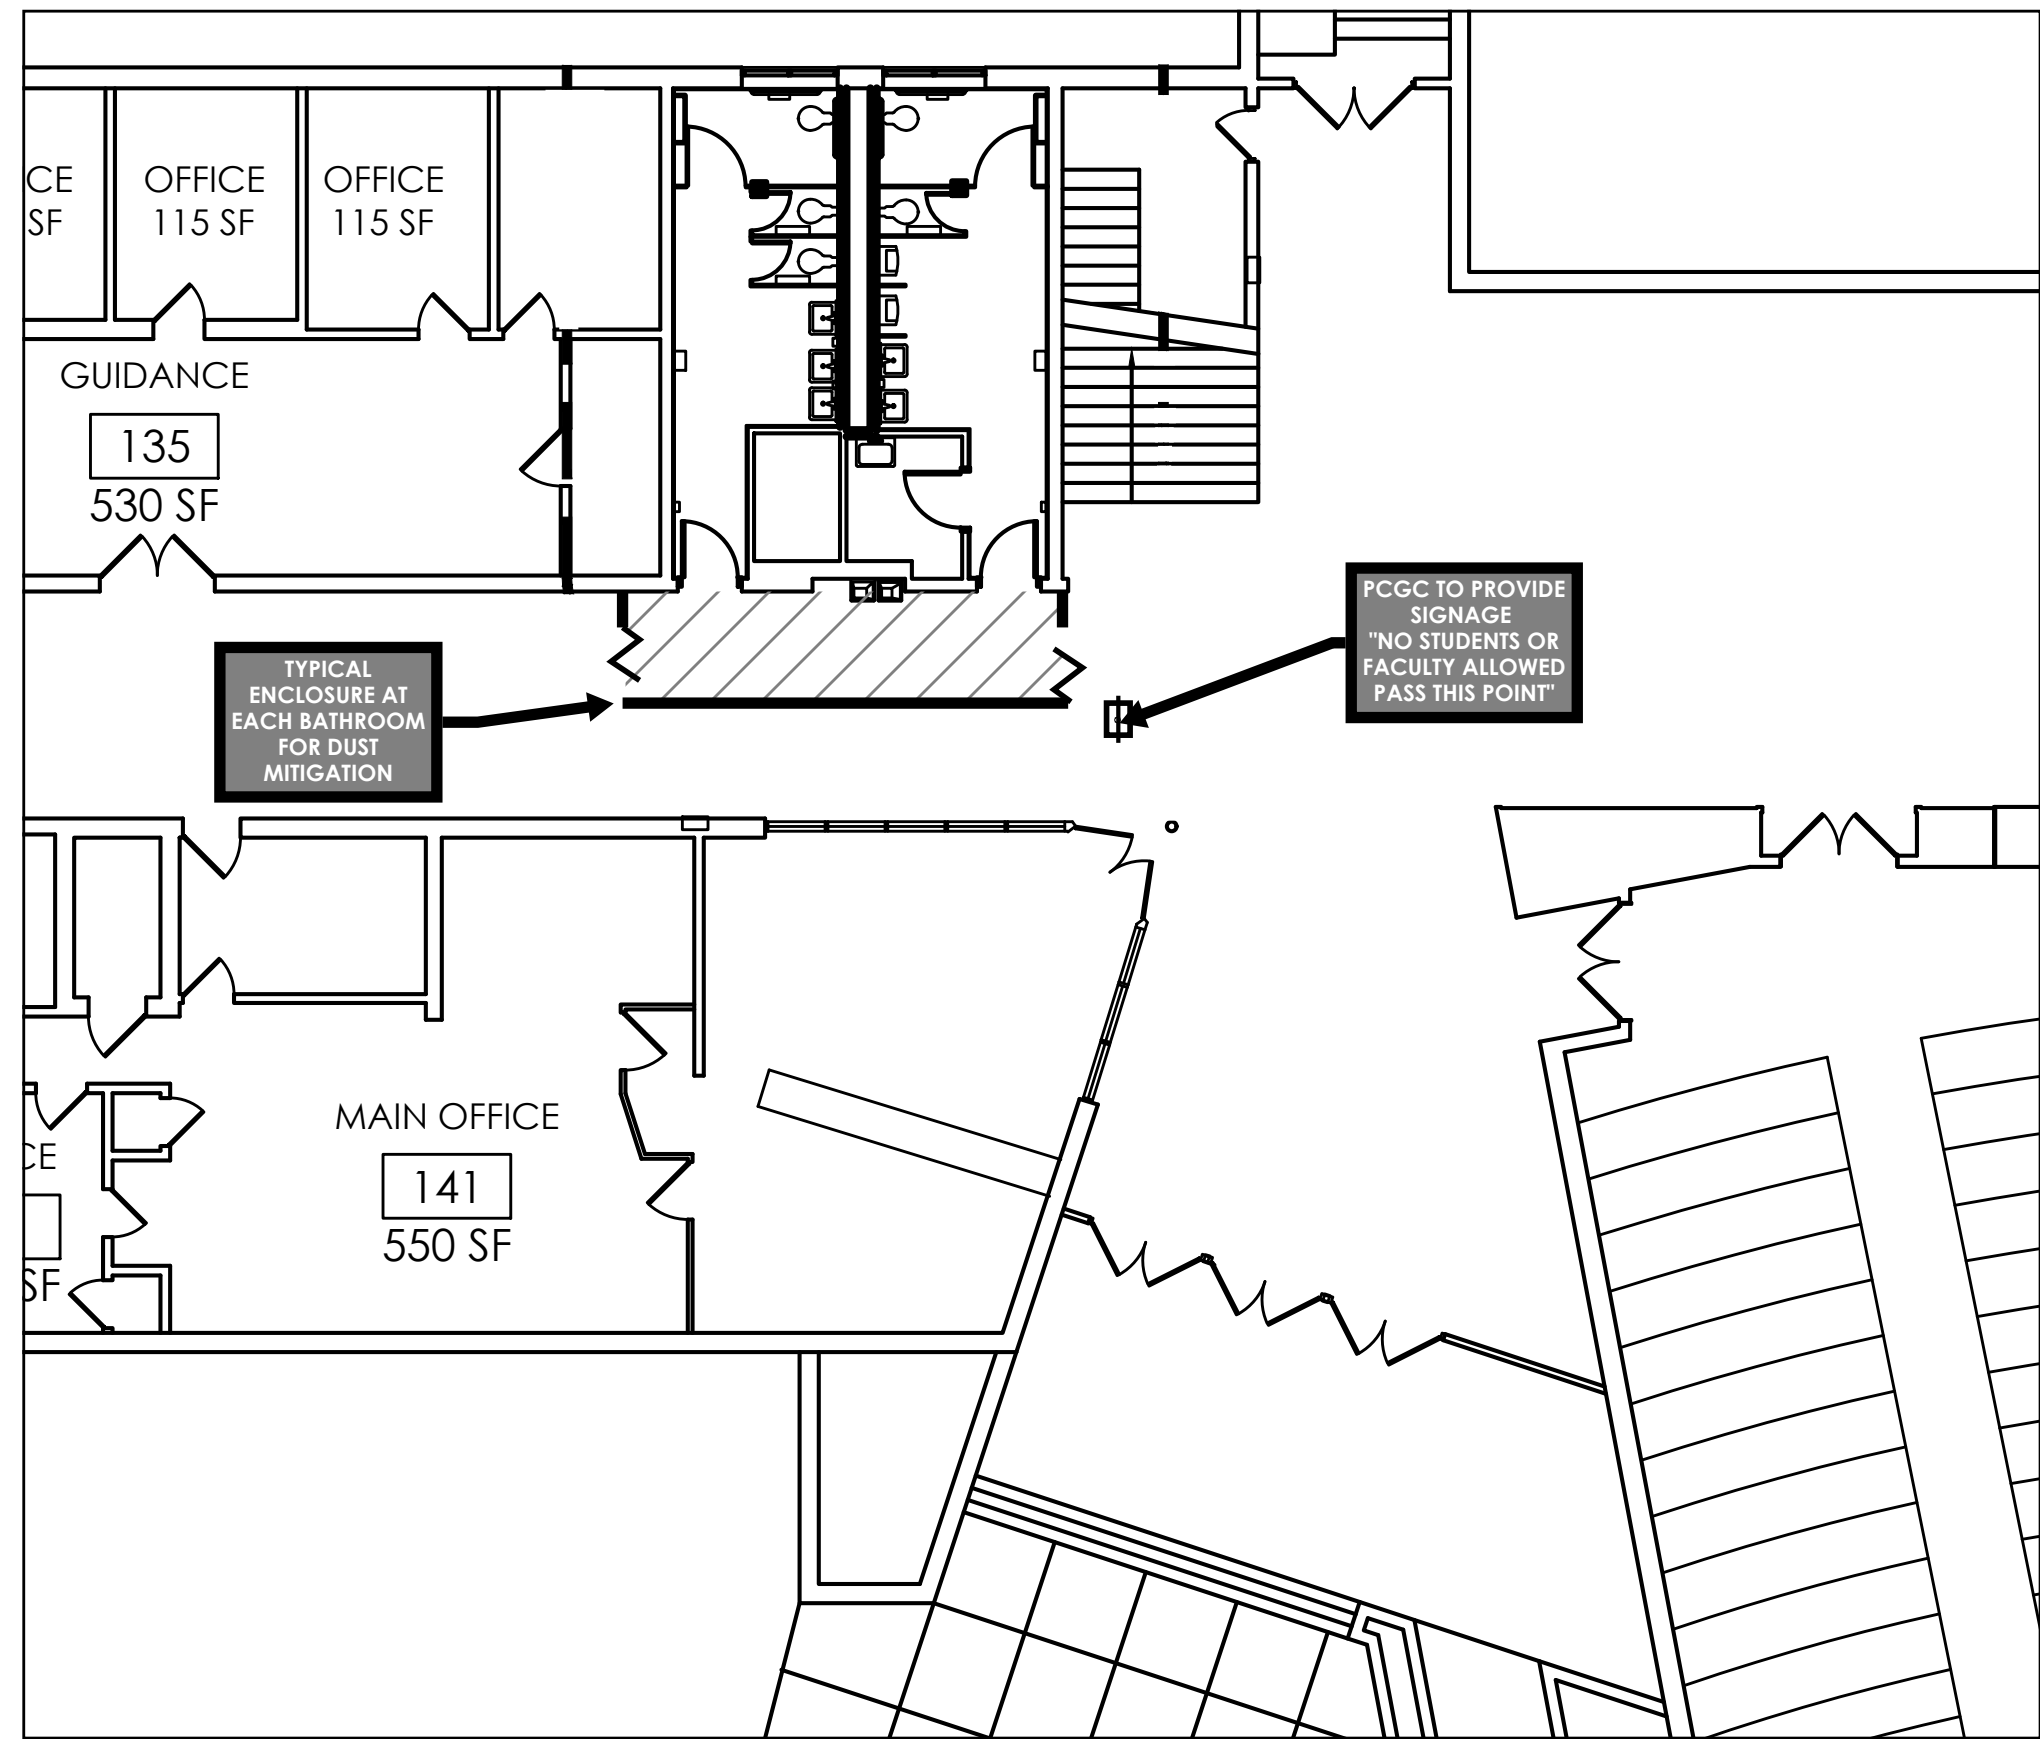 CE
SF
OFFICE
115 SF
OFFICE
115 SF
GUIDANCE
135
530 SF
PCGC TO PROVIDE
SIGNAGE
"NO STUDENTS OR
FACULTY ALLOWED
PASS THIS POINT"
TYPICAL
ENCLOSURE AT
EACH BATHROOM
FOR DUST
MITIGATION
MAIN OFFICE
141
550 SF
CE
SF